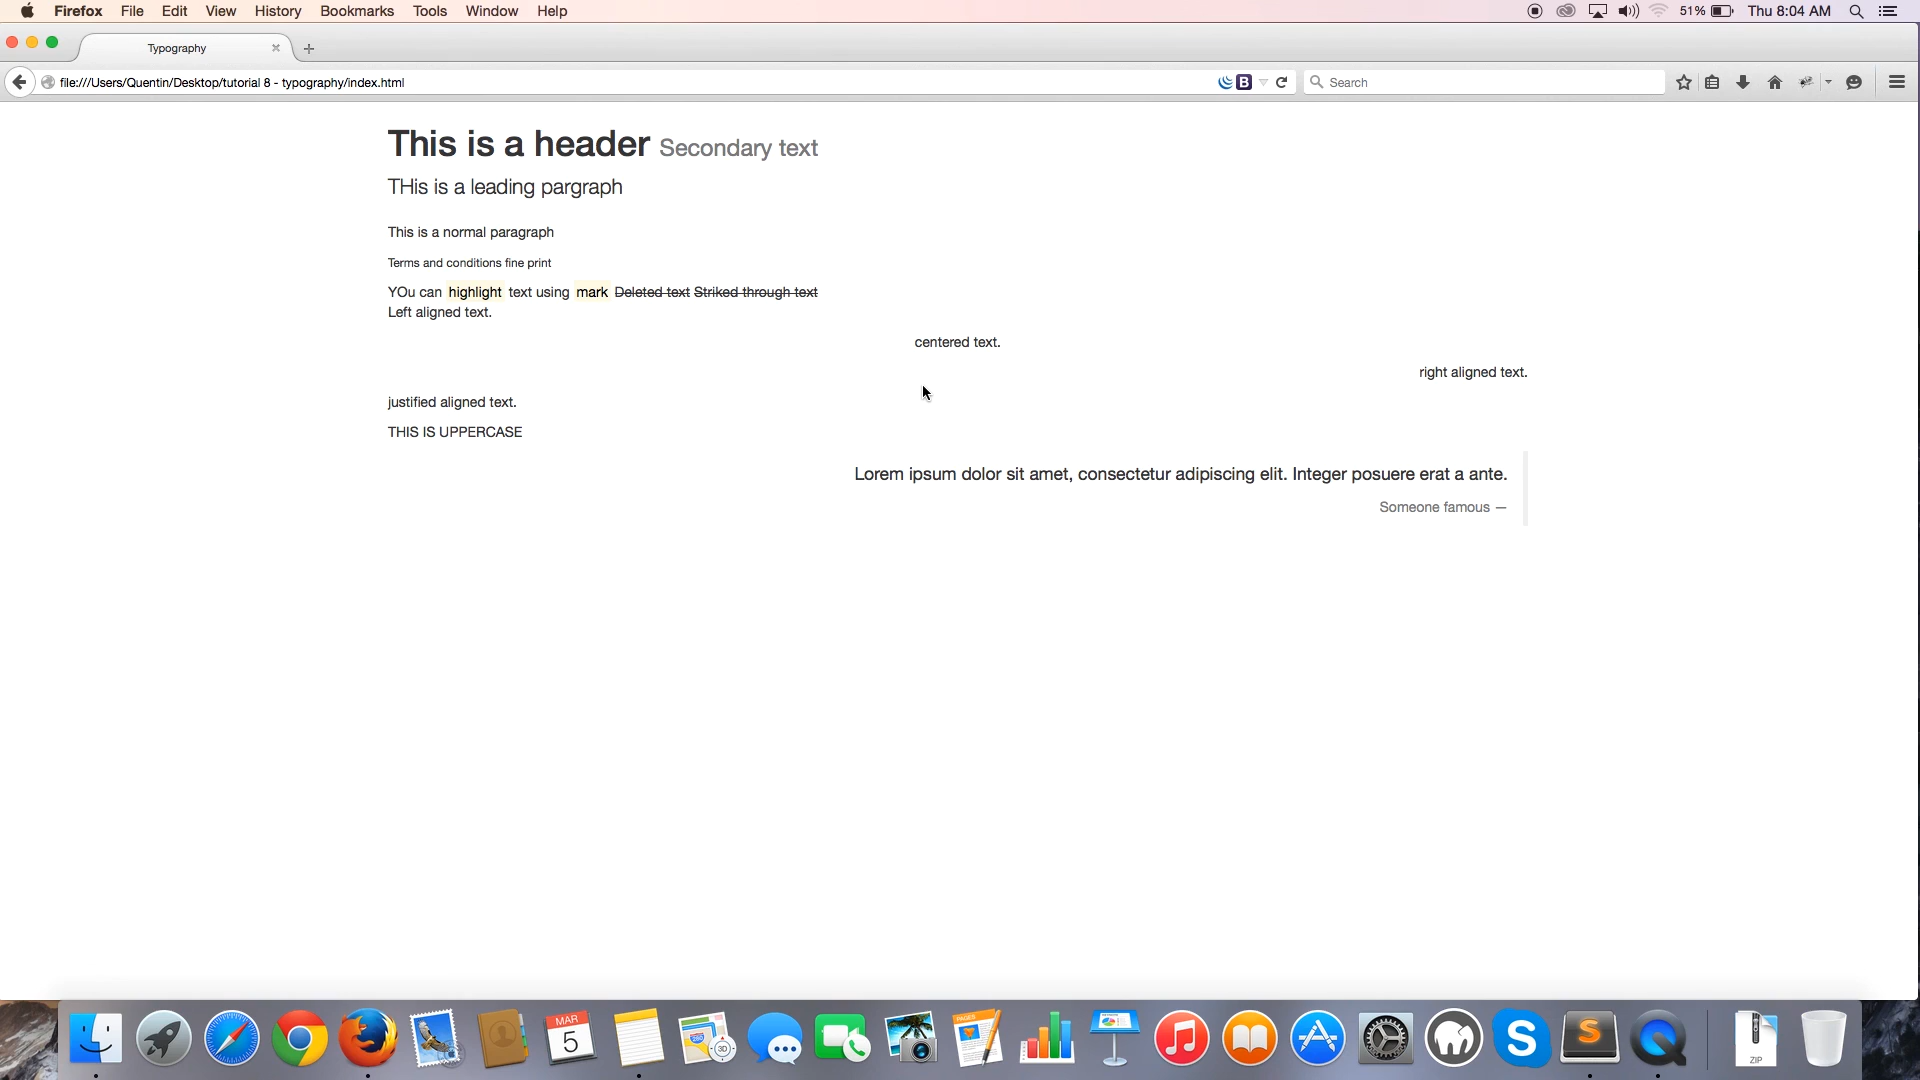 Firefox File Edit View History Bookmarks Tools Window Help 51% Thu 8:04 AM
Typography
file:///Users/Quentin/Desktop/tutorial 8 - typography/index.html B Search
This is a header Secondary text
THis is a leading pargraph
This is a normal paragraph
Terms and conditions fine print
YOu can highlight text using mark Deleted text Striked through text
Left aligned text.
centered text.
right aligned text.
justified aligned text.
THIS IS UPPERCASE
Lorem ipsum dolor sit amet, consectetur adipiscing elit. Integer posuere erat a ante.
Someone famous —
MAR
5
280
3D
PAGES
S
S
ZIP